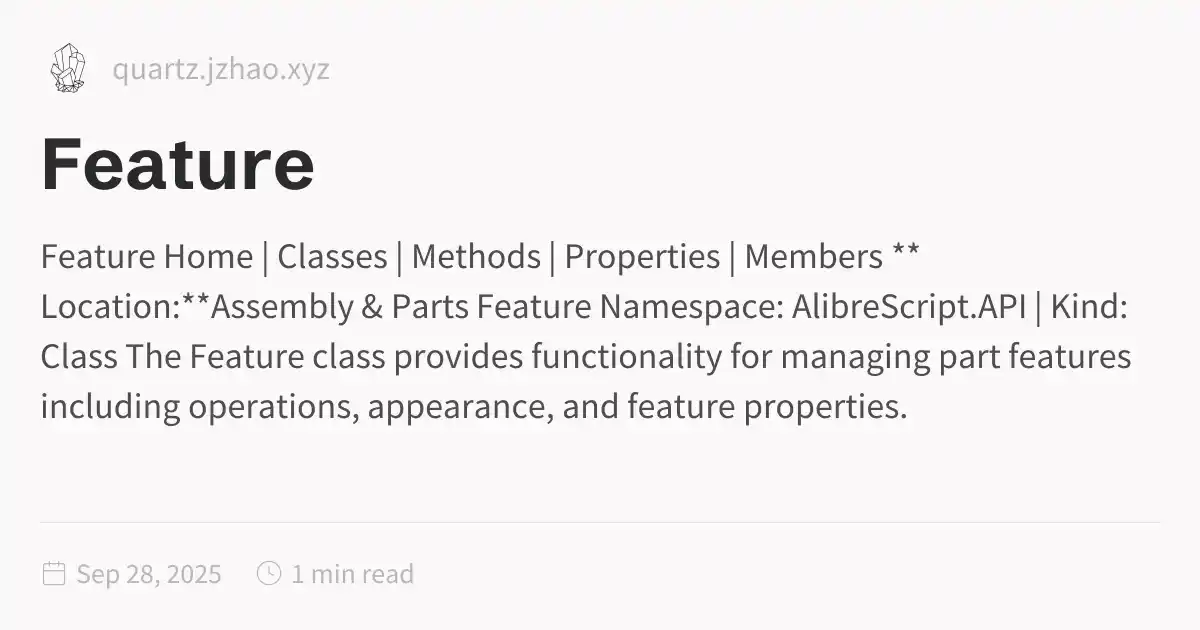 quartz.jzhao.xyz
Feature
Feature Home | Classes | Methods | Properties | Members **
Location:**Assembly & Parts Feature Namespace: AlibreScript.API | Kind:
Class The Feature class provides functionality for managing part features
including operations, appearance, and feature properties.
Sep 28, 2025 1 min read